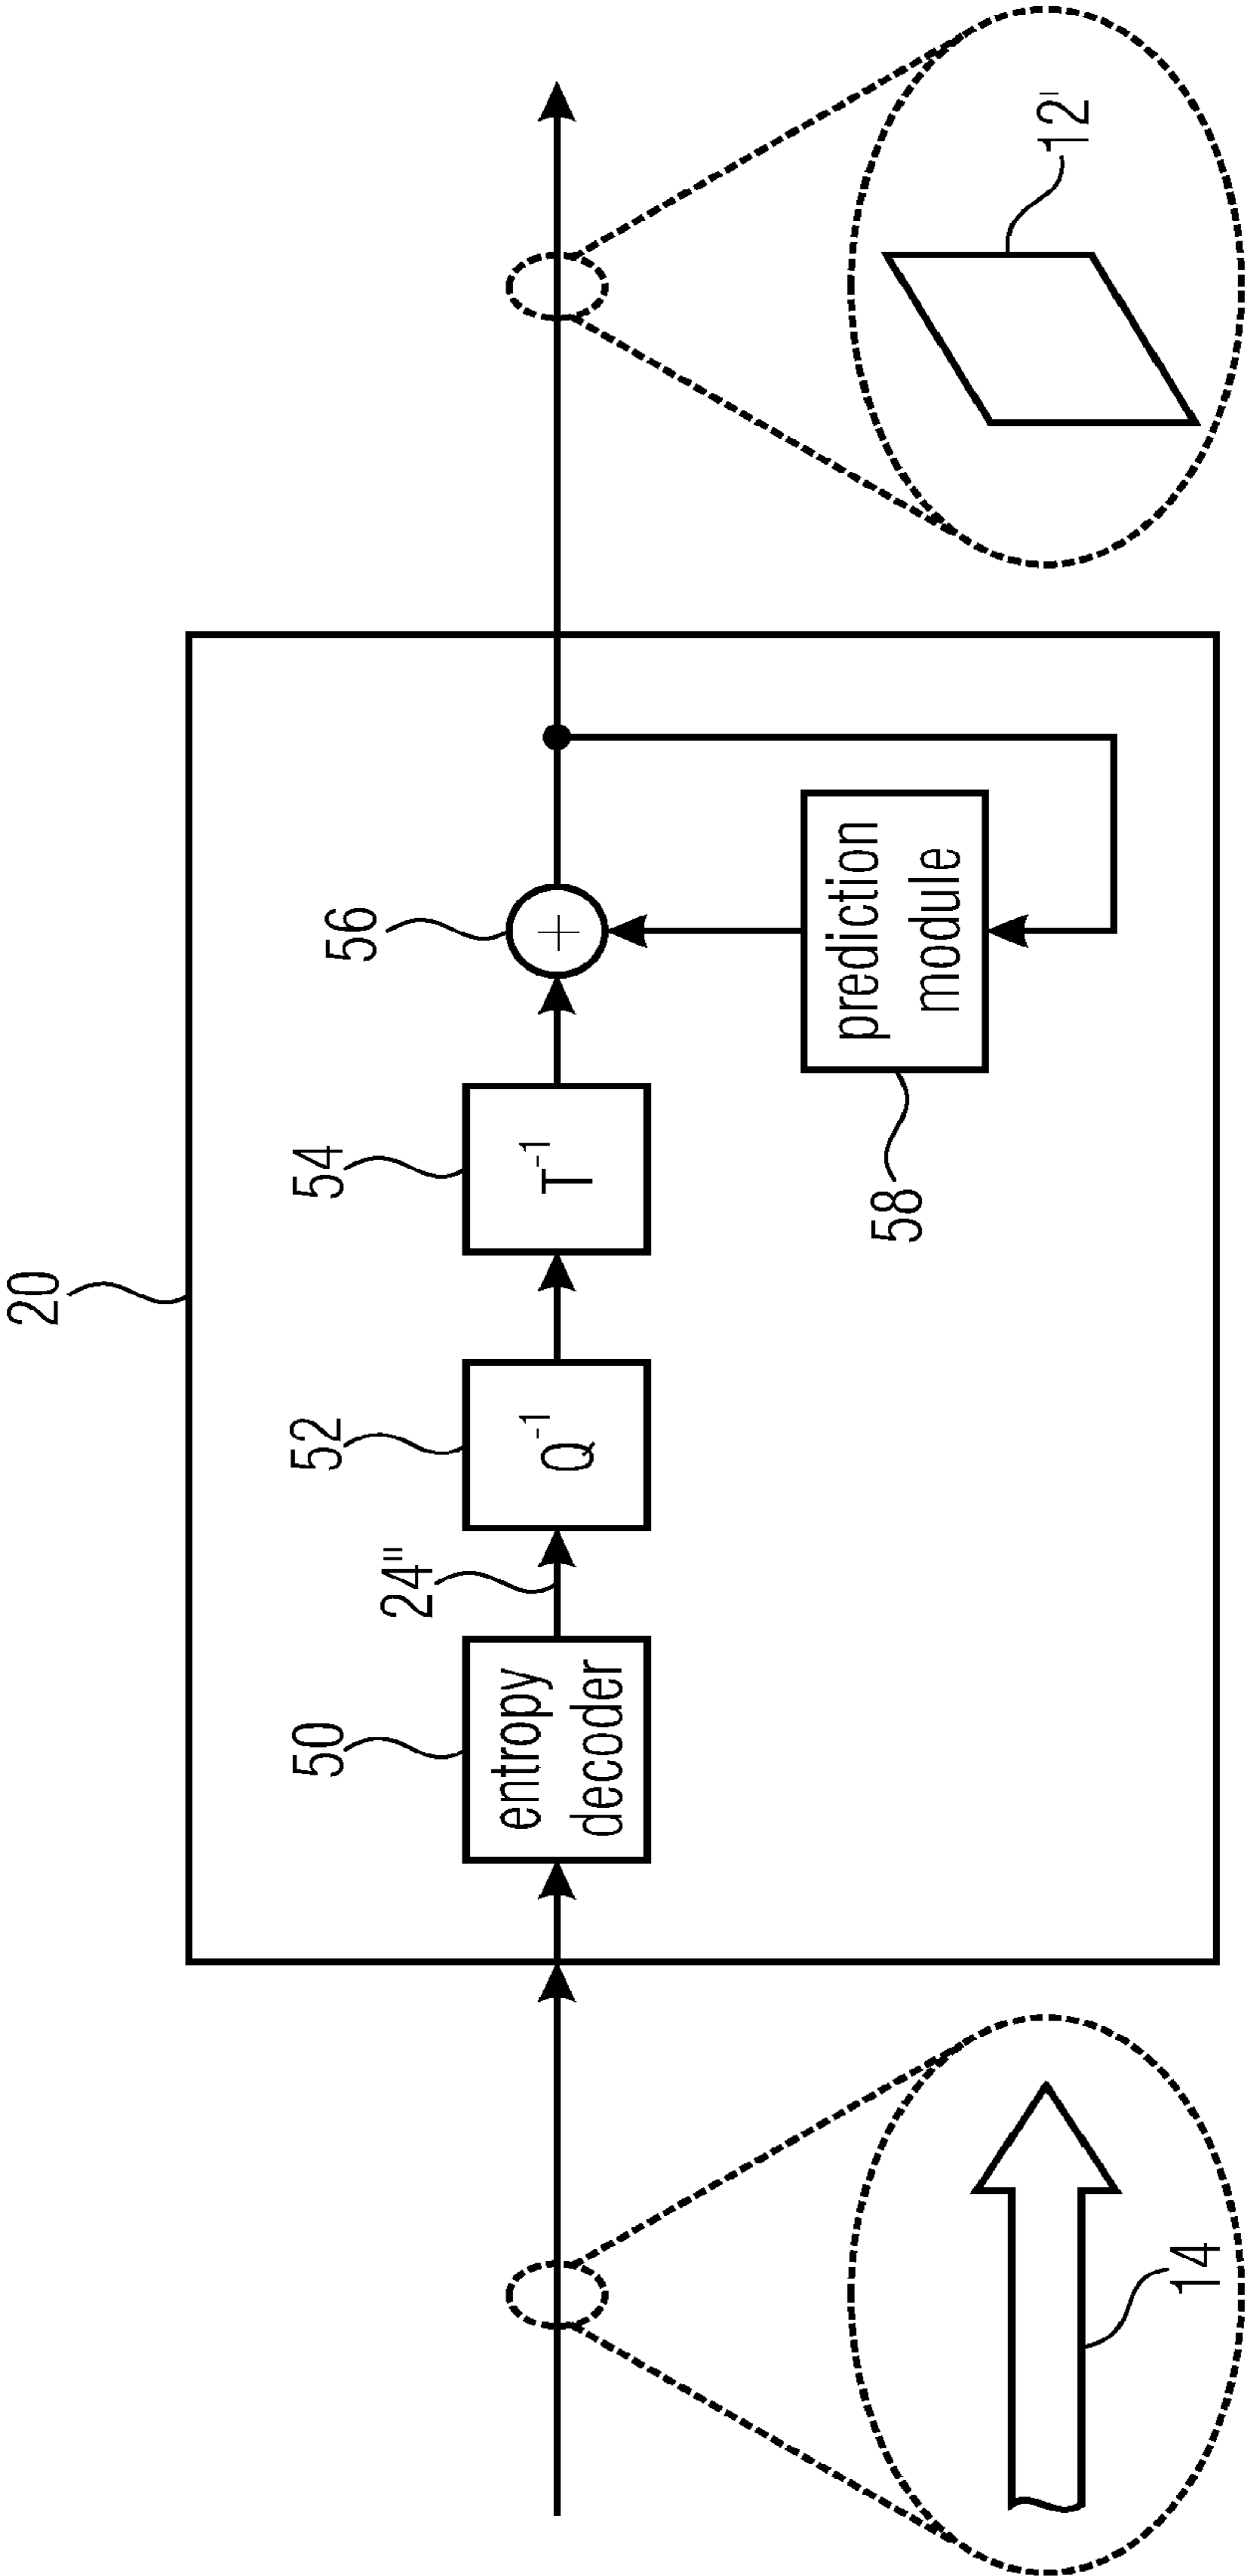 20
50
entropy
decoder
24"
52
Q⁻¹
54
T⁻¹
56
+
58
prediction
module
14
12'